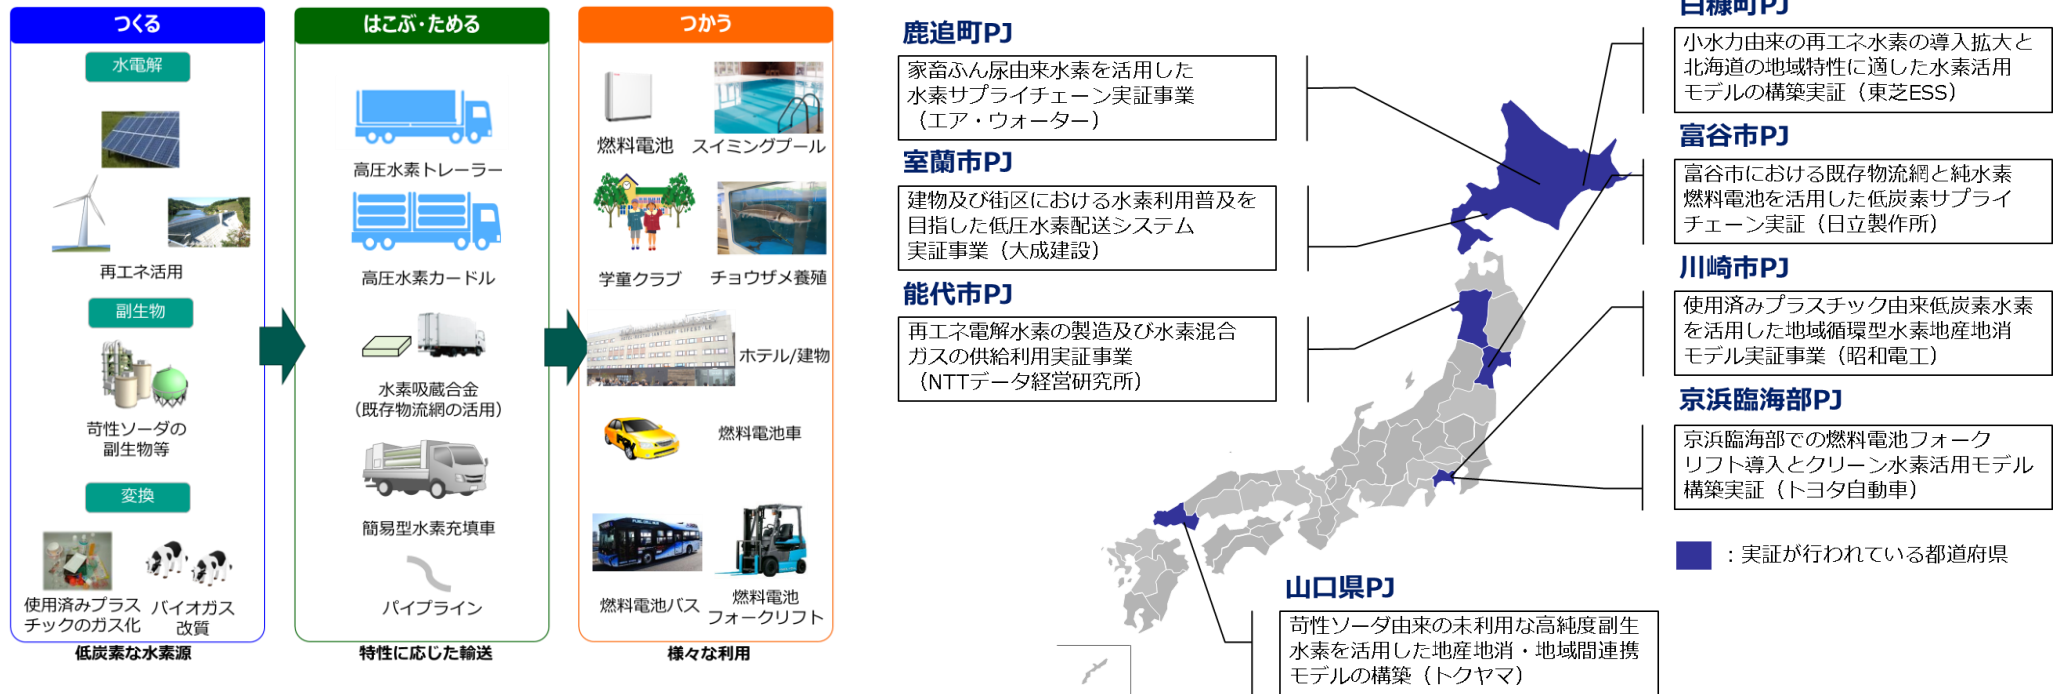 つくる
水電解
再エネ活用
副生物
苛性ソーダの
副生物等
変換
使用済みプラス
チックのガス化
バイオガス
改質
低炭素な水素源
はこぶ・ためる
高圧水素トレーラー
高圧水素カードル
水素吸蔵合金
（既存物流網の活用）
簡易型水素充填車
パイプライン
特性に応じた輸送
つかう
燃料電池
スイミングプール
学童クラブ
チョウザメ養殖
ホテル/建物
燃料電池車
燃料電池バス
燃料電池
フォークリフト
様々な利用
鹿追町PJ
家畜ふん尿由来水素を活用した
水素サプライチェーン実証事業
（エア・ウォーター）
室蘭市PJ
建物及び街区における水素利用普及を
目指した低圧水素配送システム
実証事業（大成建設）
能代市PJ
再エネ電解水素の製造及び水素混合
ガスの供給利用実証事業
（NTTデータ経営研究所）
白糠町PJ
小水力由来の再エネ水素の導入拡大と
北海道の地域特性に適した水素活用
モデルの構築実証（東芝ESS）
富谷市PJ
富谷市における既存物流網と純水素
燃料電池を活用した低炭素サプライ
チェーン実証（日立製作所）
川崎市PJ
使用済みプラスチック由来低炭素水素
を活用した地域循環型水素地産地消
モデル実証事業（昭和電工）
京浜臨海部PJ
京浜臨海部での燃料電池フォーク
リフト導入とクリーン水素活用モデル
構築実証（トヨタ自動車）
：実証が行われている都道府県
山口県PJ
苛性ソーダ由来の未利用な高純度副生
水素を活用した地産地消・地域間連携
モデルの構築（トクヤマ）